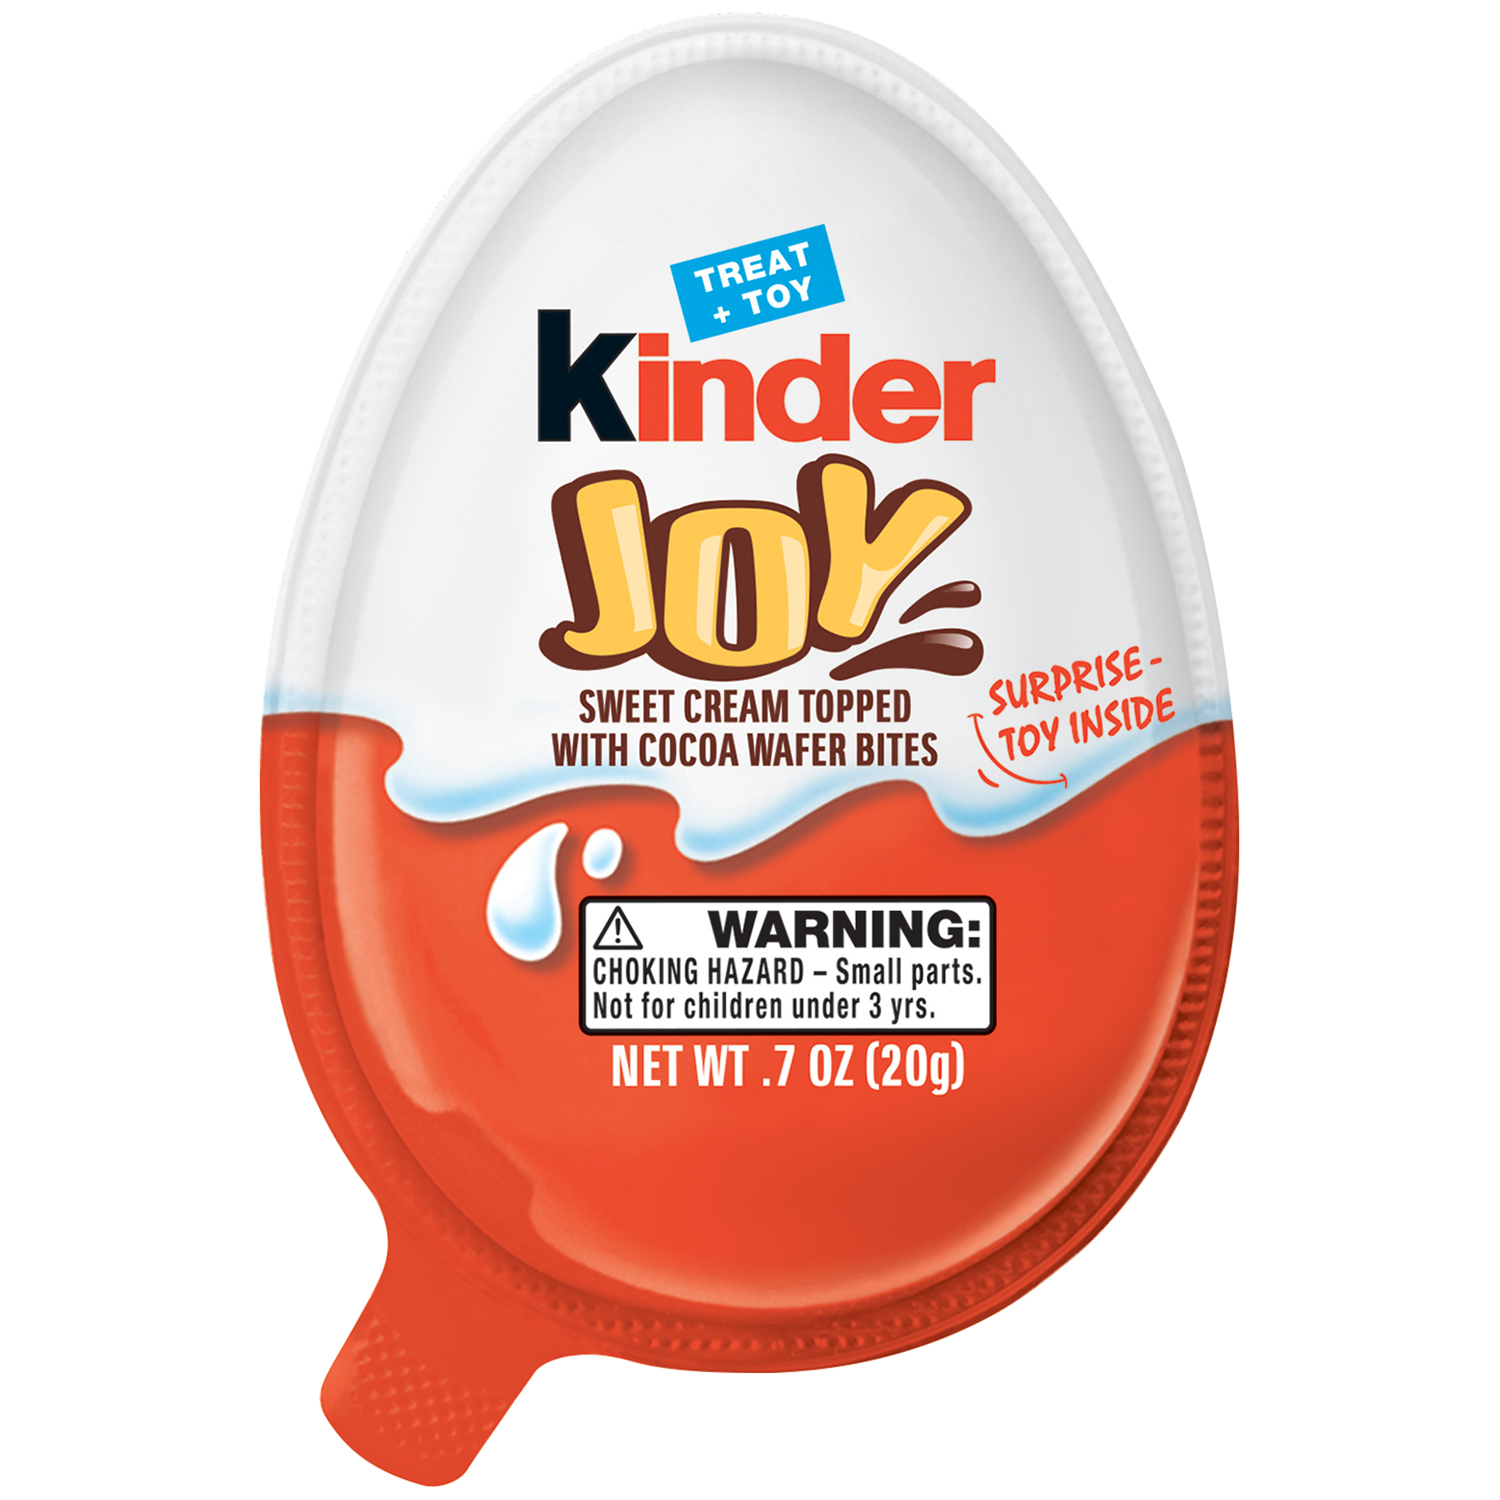 TREAT
+ TOY
Kinder
JOY
SWEET CREAM TOPPED
WITH COCOA WAFER BITES
SURPRISE-
TOY INSIDE
WARNING:
CHOKING HAZARD – Small parts.
Not for children under 3 yrs.
NET WT .7 OZ (20g)